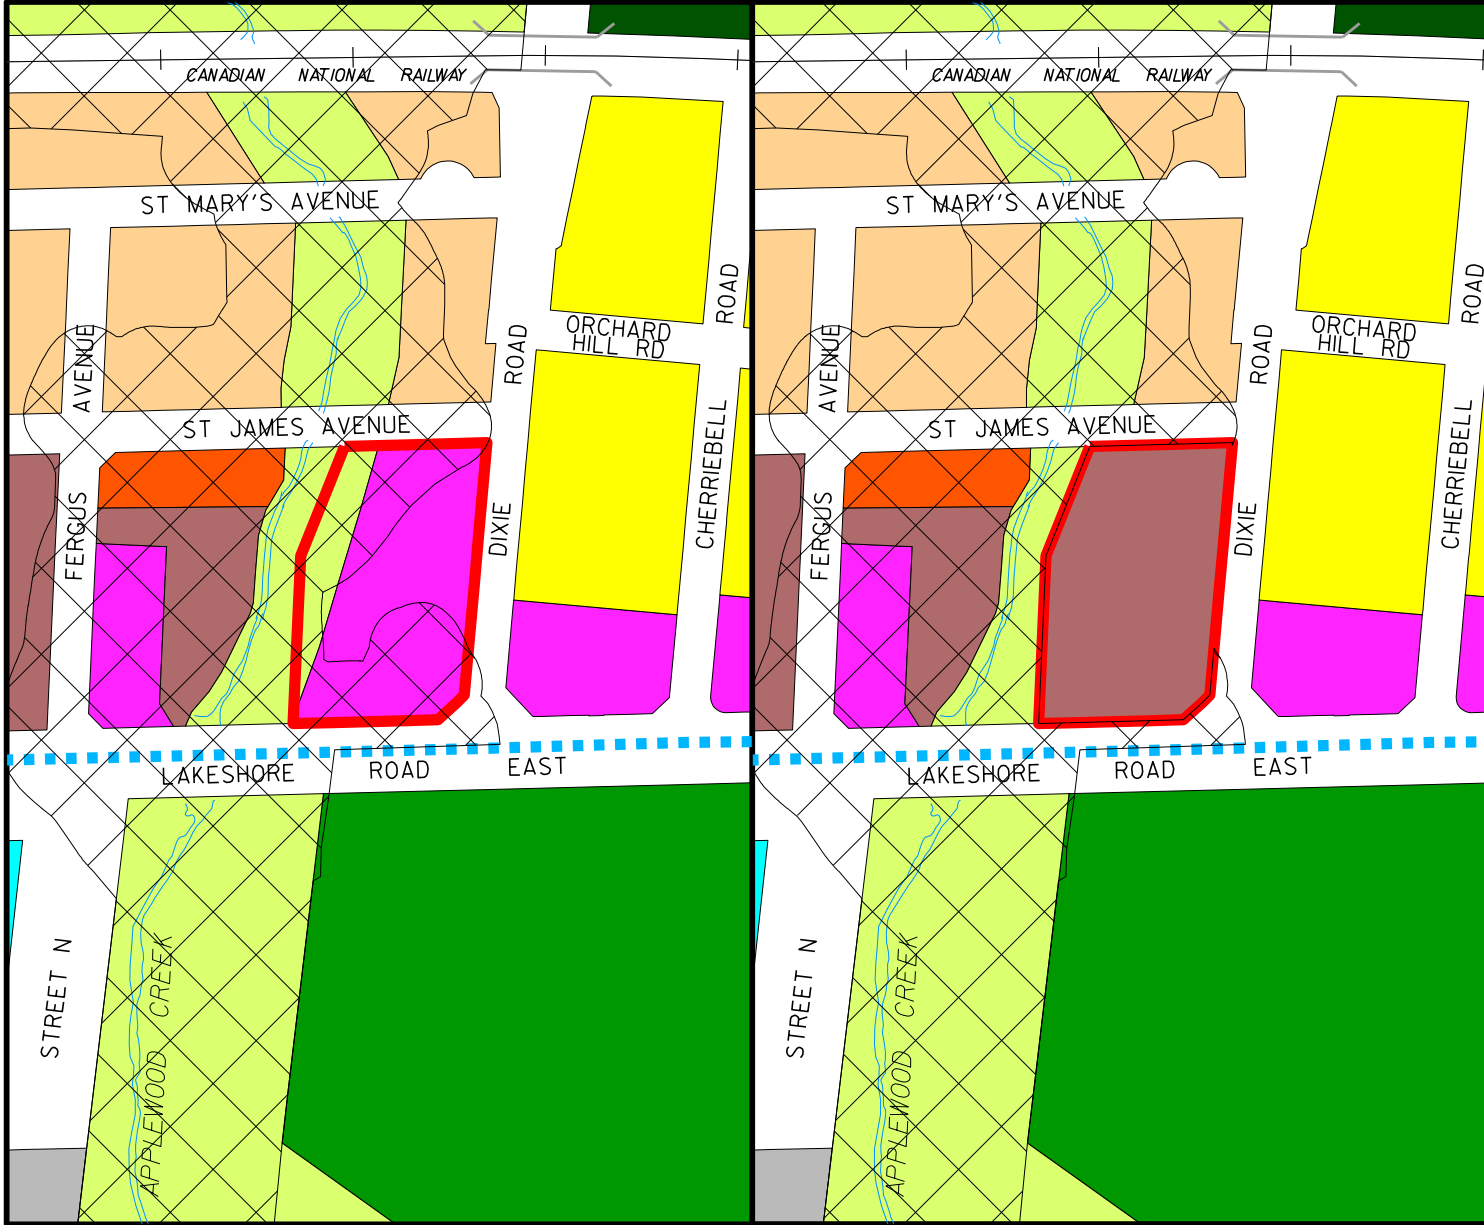 CANADIAN NATIONAL RAILWAY
ST MARY'S AVENUE
ROAD
ORCHARD
HILL RD
AVENUE
ROAD
ST JAMES AVENUE
CHERRIEBELL
FERGUS
DIXIE
LAKESHORE ROAD EAST
STREET N
APPLEWOOD CREEK
CANADIAN NATIONAL RAILWAY
ST MARY'S AVENUE
ROAD
ORCHARD
HILL RD
AVENUE
ROAD
ST JAMES AVENUE
CHERRIEBELL
FERGUS
DIXIE
LAKESHORE ROAD EAST
STREET N
APPLEWOOD CREEK